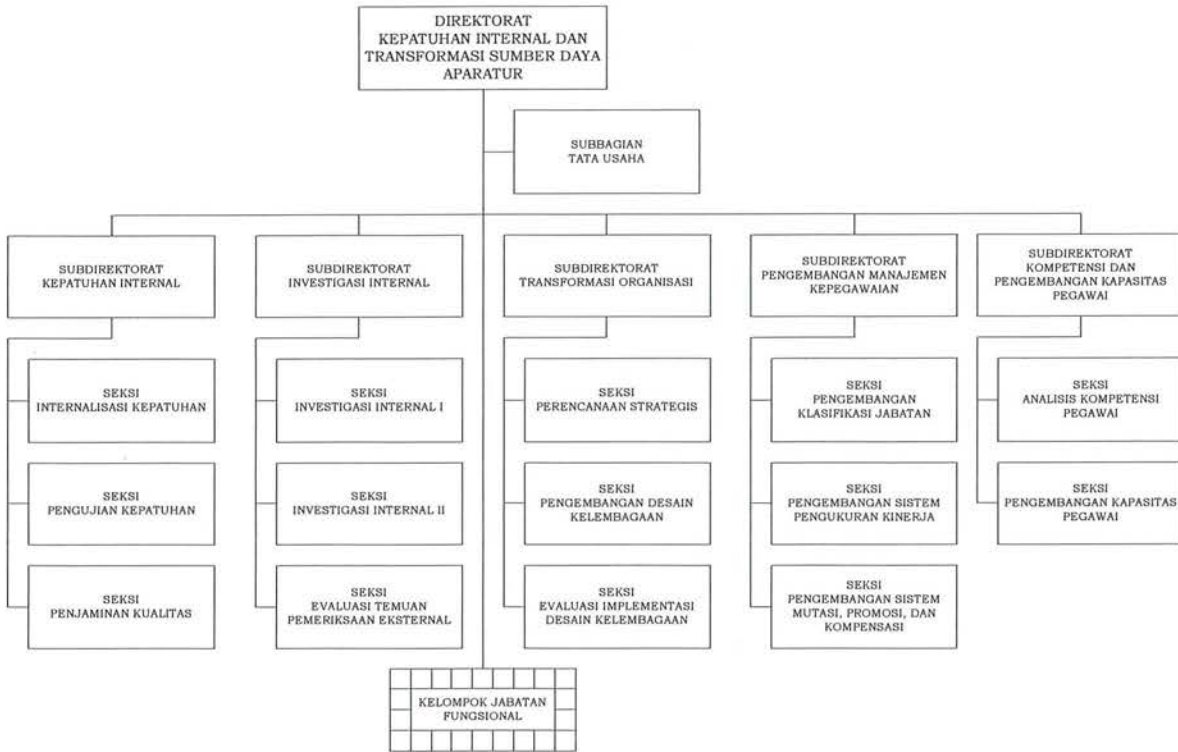 DIREKTORAT
KEPATUHAN INTERNAL DAN
TRANSFORMASI SUMBER DAYA
APARATUR
SUBBAGIAN
TATA USAHA
SUBDIREKTORAT
KEPATUHAN INTERNAL
SUBDIREKTORAT
INVESTIGASI INTERNAL
SUBDIREKTORAT
TRANSFORMASI ORGANISASI
SUBDIREKTORAT
PENGEMBANGAN MANAJEMEN
KEPEGAWAIAN
SUBDIREKTORAT
KOMPETENSI DAN
PENGEMBANGAN KAPASITAS
PEGAWAI
SEKSI
INTERNALISASI KEPATUHAN
SEKSI
INVESTIGASI INTERNAL I
SEKSI
PERENCANAAN STRATEGIS
SEKSI
PENGEMBANGAN
KLASIFIKASI JABATAN
SEKSI
ANALISIS KOMPETENSI
PEGAWAI
SEKSI
PENGUJIAN KEPATUHAN
SEKSI
INVESTIGASI INTERNAL II
SEKSI
PENGEMBANGAN DESAIN
KELEMBAGAAN
SEKSI
PENGEMBANGAN SISTEM
PENGUKURAN KINERJA
SEKSI
PENGEMBANGAN KAPASITAS
PEGAWAI
SEKSI
PENJAMINAN KUALITAS
SEKSI
EVALUASI TEMUAN
PEMERIKSAAN EKSTERNAL
SEKSI
EVALUASI IMPLEMENTASI
DESAIN KELEMBAGAAN
SEKSI
PENGEMBANGAN SISTEM
MUTASI, PROMOSI, DAN
KOMPENSASI
KELOMPOK JABATAN
FUNGSIONAL